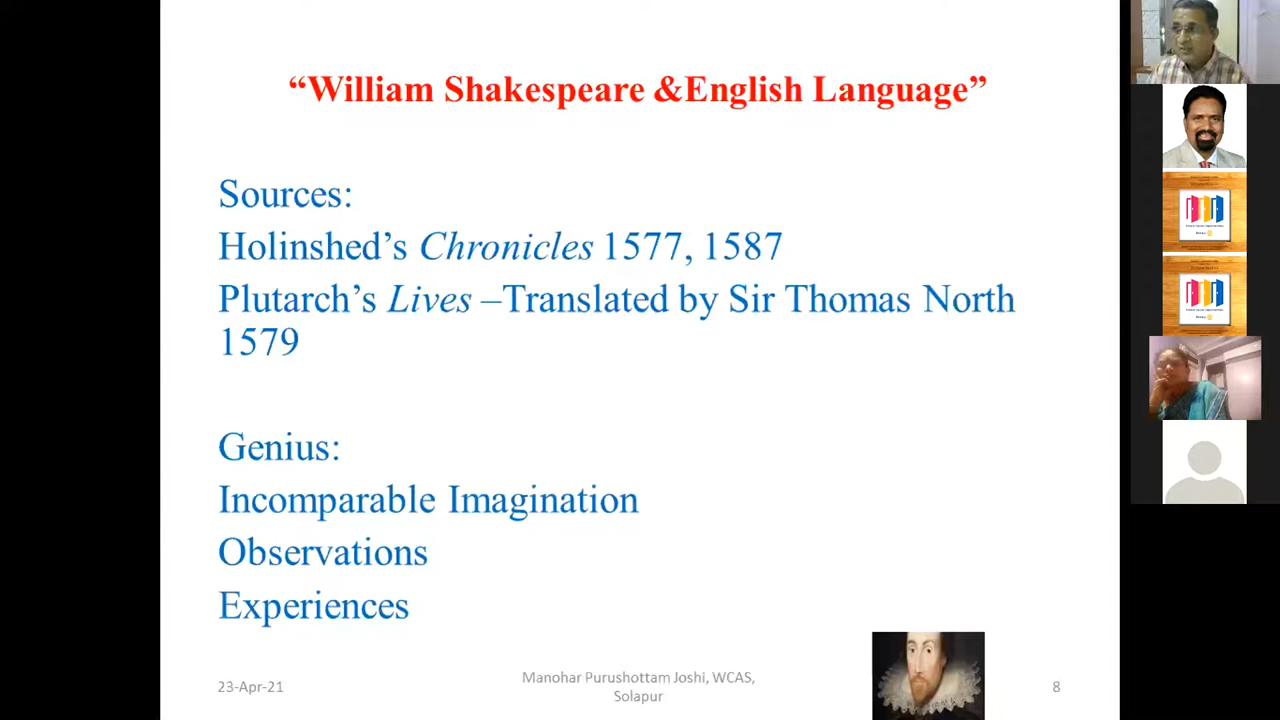 “William Shakespeare &English Language”
Sources:
Holinshed’s Chronicles 1577, 1587
Plutarch’s Lives –Translated by Sir Thomas North
1579
Genius:
Incomparable Imagination
Observations
Experiences
23-Apr-21
Manohar Purushottam Joshi, WCAS,
Solapur
8